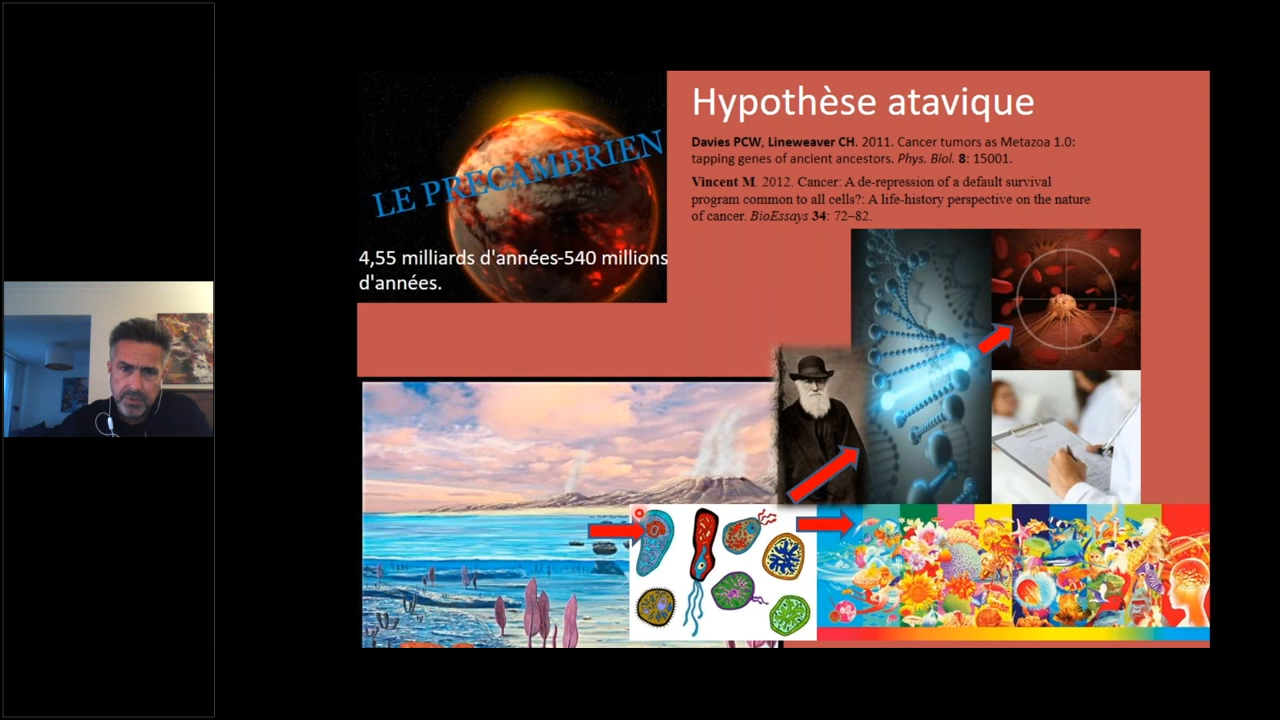 LE PRECAMBRIEN
4,55 milliards d'années-540 millions
d'années.
Hypothèse atavique
Davies PCW, Lineweaver CH. 2011. Cancer tumors as Metazoa 1.0:
tapping genes of ancient ancestors. Phys. Biol. 8: 15001.
Vincent M. 2012. Cancer: A de-repression of a default survival
program common to all cells?: A life-history perspective on the nature
of cancer. BioEssays 34: 72–82.